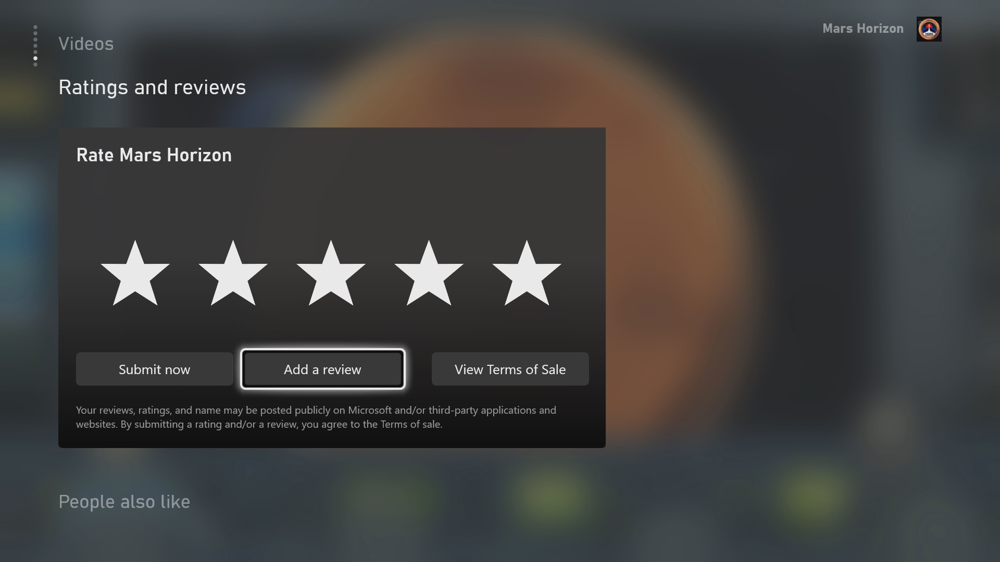 Mars Horizon
Videos
Ratings and reviews
Rate Mars Horizon
Submit now
Add a review
View Terms of Sale
Your reviews, ratings, and name may be posted publicly on Microsoft and/or third-party applications and
websites. By submitting a rating and/or a review, you agree to the Terms of sale.
People also like